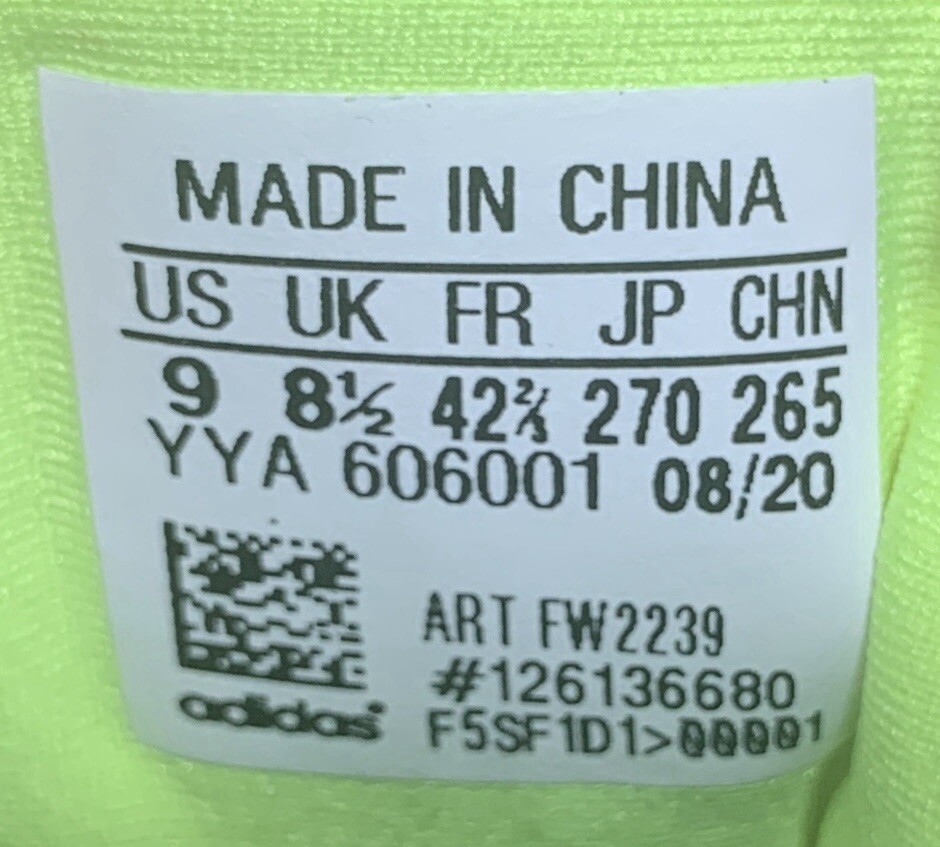 MADE IN CHINA
US UK FR JP CHN
9 8½ 42⅔ 270 265
YYA 606001 08/20
ART FW2239
#126136680
adidas
F5SF1D1>00001